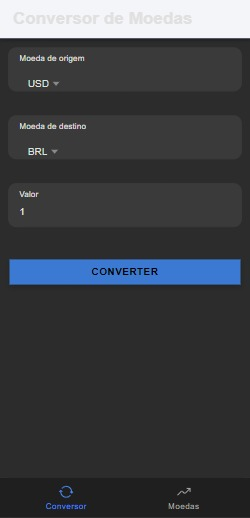 Conversor de Moedas
Moeda de origem
USD
Moeda de destino
BRL
Valor
1
CONVERTER
Conversor
Moedas